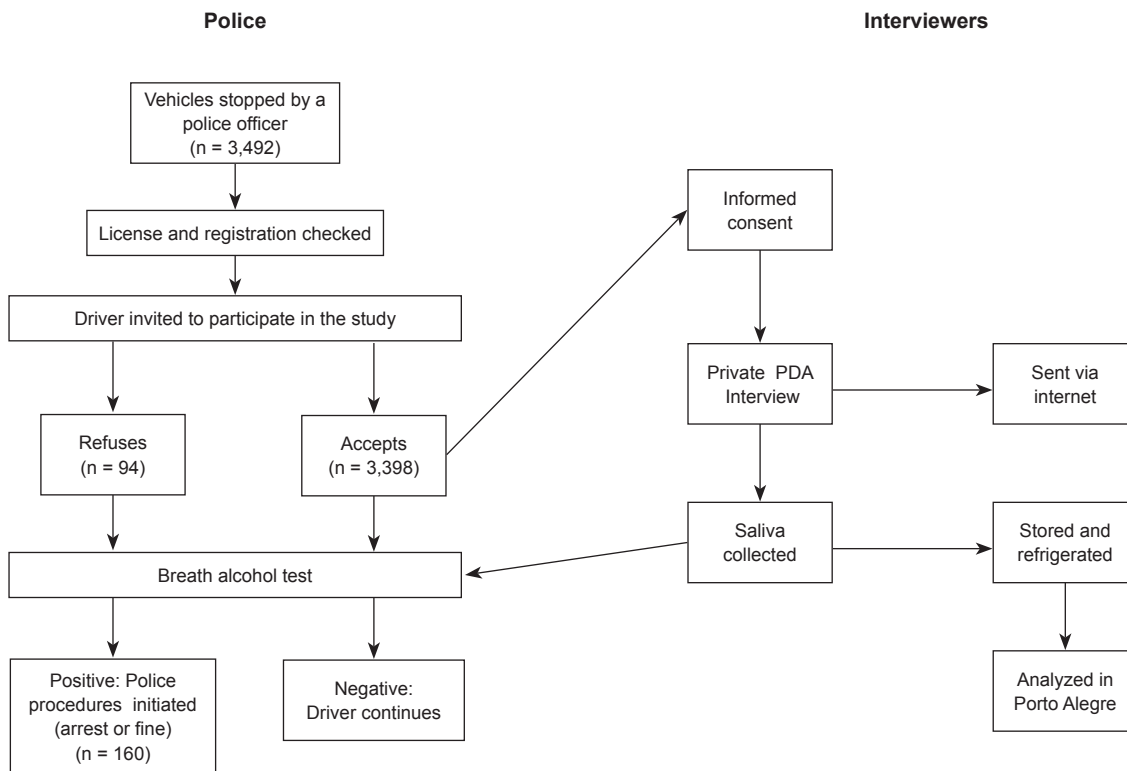 Police
Interviewers
Vehicles stopped by a
police officer
(n = 3,492)
License and registration checked
Driver invited to participate in the study
Refuses
(n = 94)
Accepts
(n = 3,398)
Breath alcohol test
Positive: Police
procedures initiated
(arrest or fine)
(n = 160)
Negative:
Driver continues
Informed
consent
Private PDA
Interview
Sent via
internet
Saliva
collected
Stored and
refrigerated
Analyzed in
Porto Alegre